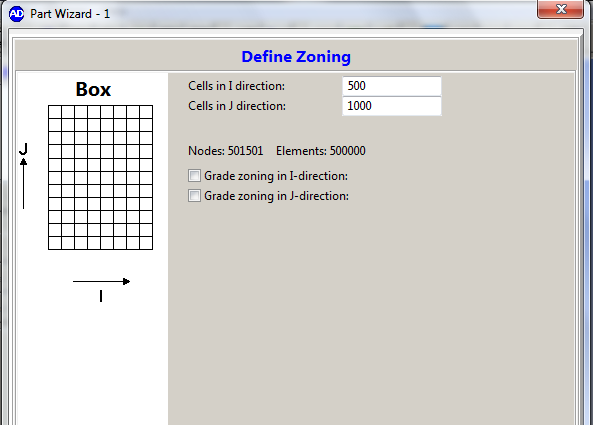 AD Part Wizard - 1
X
Define Zoning
Box
J
I
Cells in I direction: 500
Cells in J direction: 1000
Nodes: 501501 Elements: 500000
Grade zoning in I-direction:
Grade zoning in J-direction: